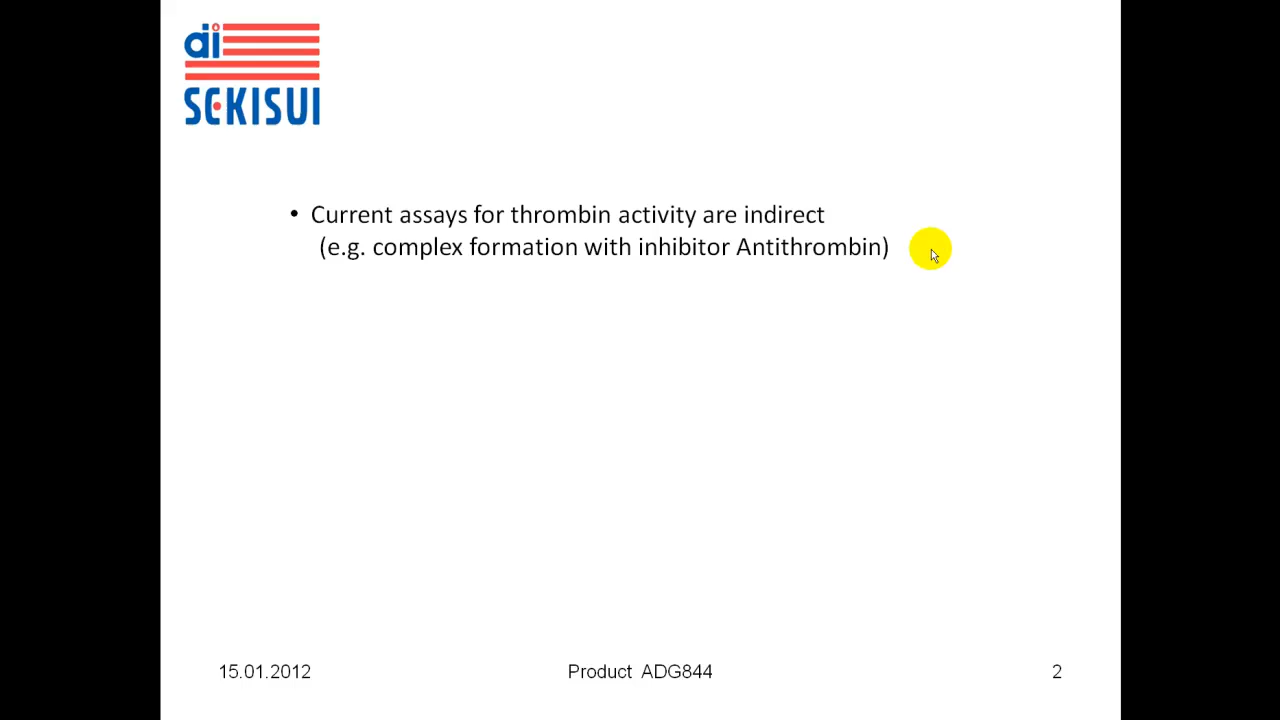 ai
SEKISUI
• Current assays for thrombin activity are indirect
(e.g. complex formation with inhibitor Antithrombin)
15.01.2012 Product ADG844 2